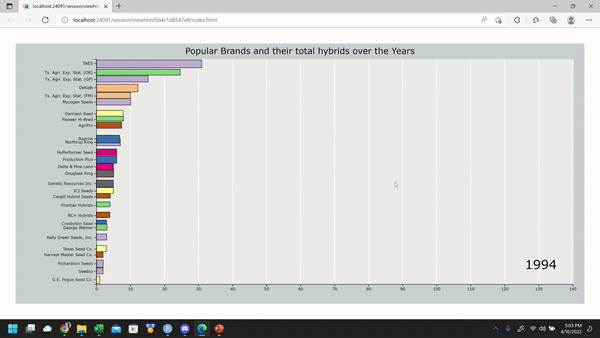 session/viewhtml
localhost:24091/session/viewhtml5b4c1d8547e8/index.html
Popular Brands and their total hybrids over the Years
TAES
Tx. Agri. Exp. Stat. (DR)
Tx. Agri. Exp. Stat. (GP)
DeKalb
Tx. Agri. Exp. Stat. (FM)
Mycogen Seeds
Garrison Seed
Pioneer Hi-Bred
AgriPro
Asgrow
Northrup King
HyPerformer Seed
Production Plus
Delta & Pine Land
Douglass King
Genetic Resources Inc.
ICI Seeds
Cargill Hybrid Seeds
Frontier Hybrids
NC+ Hybrids
Crosbyton Seed
George Warner
Kelly Green Seeds, Inc.
Texas Seed Co.
Harvest Master Seed Co.
Richardson Seeds
Seedco
G.E. Pogue Seed Co.
1994
0 10 20 30 40 50 60 70 80 90 100 110 120 130 140
5:03 PM
4/10/2022